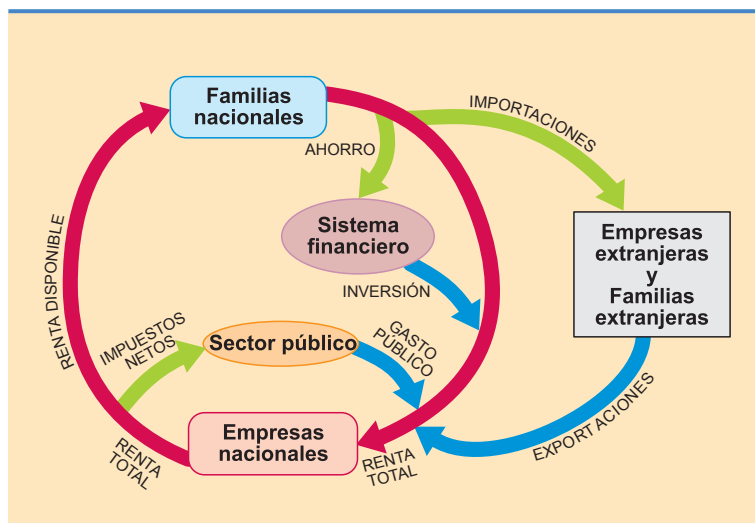 Familias
nacionales
IMPORTACIONES
AHORRO
Sistema
financiero
Empresas
extranjeras
y
Familias
extranjeras
RENTA DISPONIBLE
INVERSIÓN
IMPUESTOS
NETOS
Sector público
GASTO
PÚBLICO
Empresas
nacionales
RENTA
TOTAL
RENTA
TOTAL
EXPORTACIONES